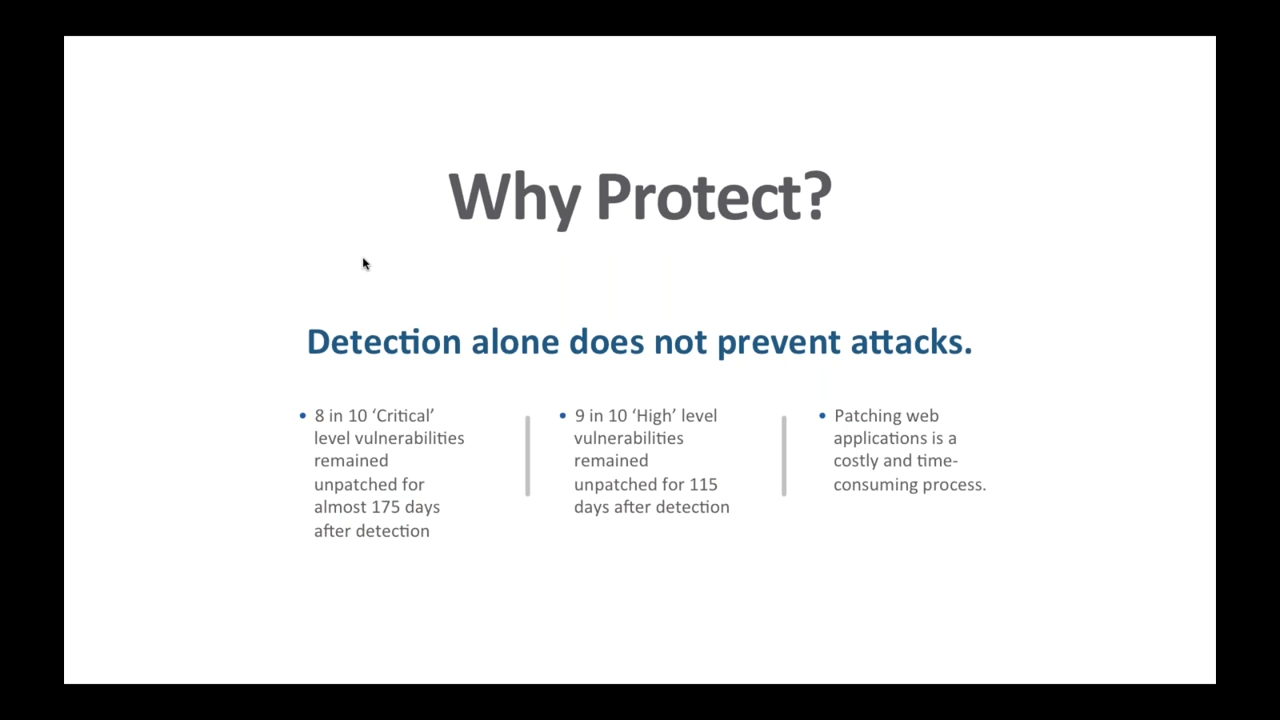 Why Protect?
Detection alone does not prevent attacks.
• 8 in 10 ‘Critical’
level vulnerabilities
remained
unpatched for
almost 175 days
after detection
• 9 in 10 ‘High’ level
vulnerabilities
remained
unpatched for 115
days after detection
• Patching web
applications is a
costly and time-
consuming process.